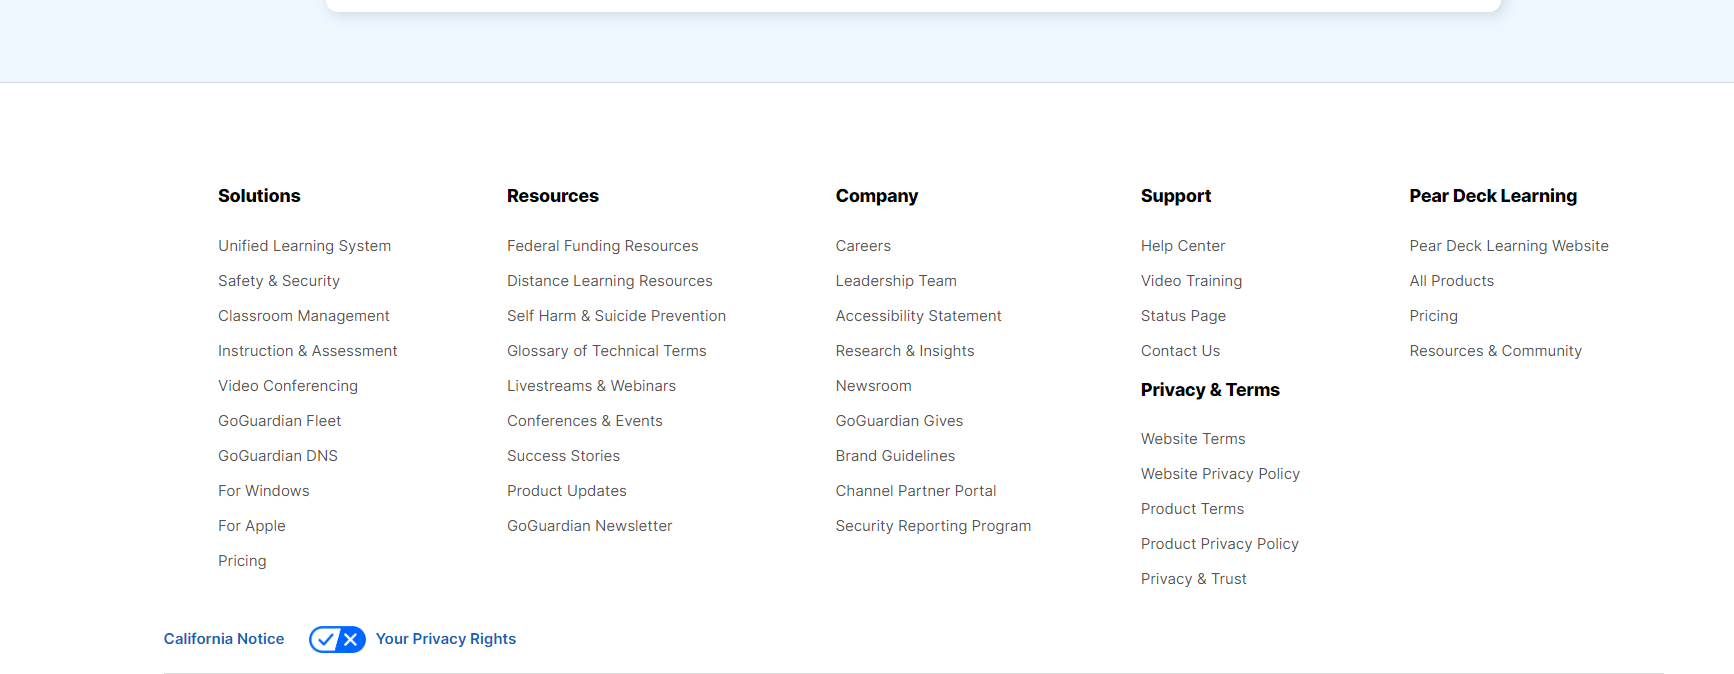 Solutions
Unified Learning System
Safety & Security
Classroom Management
Instruction & Assessment
Video Conferencing
GoGuardian Fleet
GoGuardian DNS
For Windows
For Apple
Pricing
Resources
Federal Funding Resources
Distance Learning Resources
Self Harm & Suicide Prevention
Glossary of Technical Terms
Livestreams & Webinars
Conferences & Events
Success Stories
Product Updates
GoGuardian Newsletter
Company
Careers
Leadership Team
Accessibility Statement
Research & Insights
Newsroom
GoGuardian Gives
Brand Guidelines
Channel Partner Portal
Security Reporting Program
Support
Help Center
Video Training
Status Page
Contact Us
Privacy & Terms
Website Terms
Website Privacy Policy
Product Terms
Product Privacy Policy
Privacy & Trust
Pear Deck Learning
Pear Deck Learning Website
All Products
Pricing
Resources & Community
California Notice
Your Privacy Rights